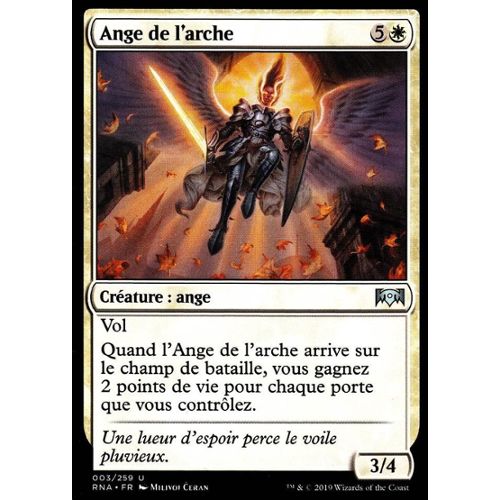 Ange de l'arche 5
Créature : ange
Vol
Quand l'Ange de l'arche arrive sur
le champ de bataille, vous gagnez
2 points de vie pour chaque porte
que vous contrôlez.
Une lueur d'espoir perce le voile
pluvieux.
3/4
003/259 U
RNA • FR Milivoj Ćeran
™ & © 2019 Wizards of the Coast